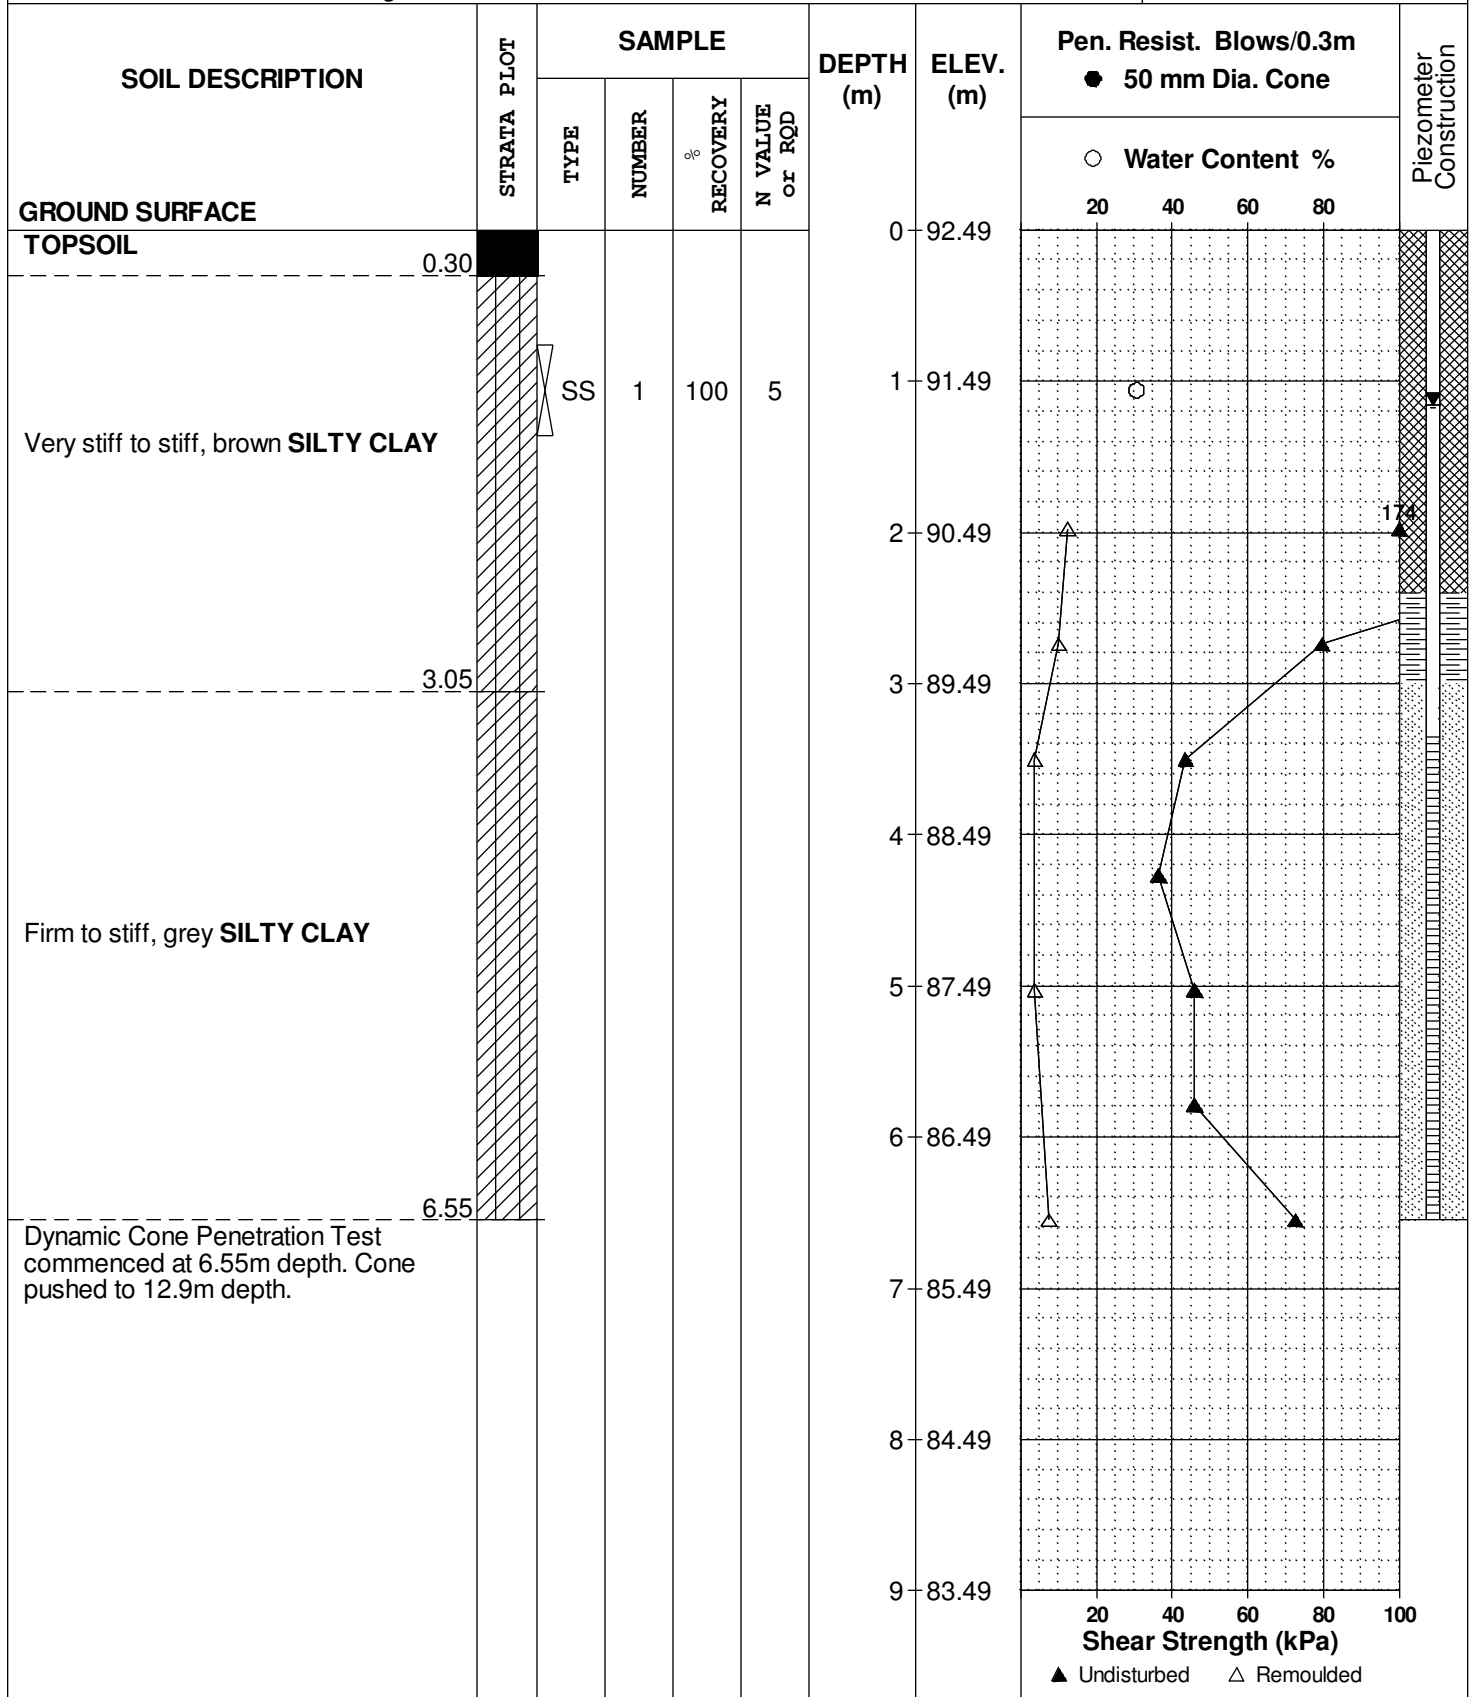 SOIL DESCRIPTION
STRATA PLOT
SAMPLE
TYPE
NUMBER
%
RECOVERY
N VALUE
or RQD
DEPTH
(m)
ELEV.
(m)
Pen. Resist. Blows/0.3m
● 50 mm Dia. Cone
○ Water Content %
20 40 60 80
Piezometer
Construction
GROUND SURFACE
0 92.49
TOPSOIL
0.30
1 91.49
SS 1 100 5
Very stiff to stiff, brown SILTY CLAY
174
2 90.49
3.05
3 89.49
4 88.49
Firm to stiff, grey SILTY CLAY
5 87.49
6 86.49
6.55
Dynamic Cone Penetration Test
commenced at 6.55m depth. Cone
pushed to 12.9m depth.
7 85.49
8 84.49
9 83.49
20 40 60 80 100
Shear Strength (kPa)
▲ Undisturbed △ Remoulded